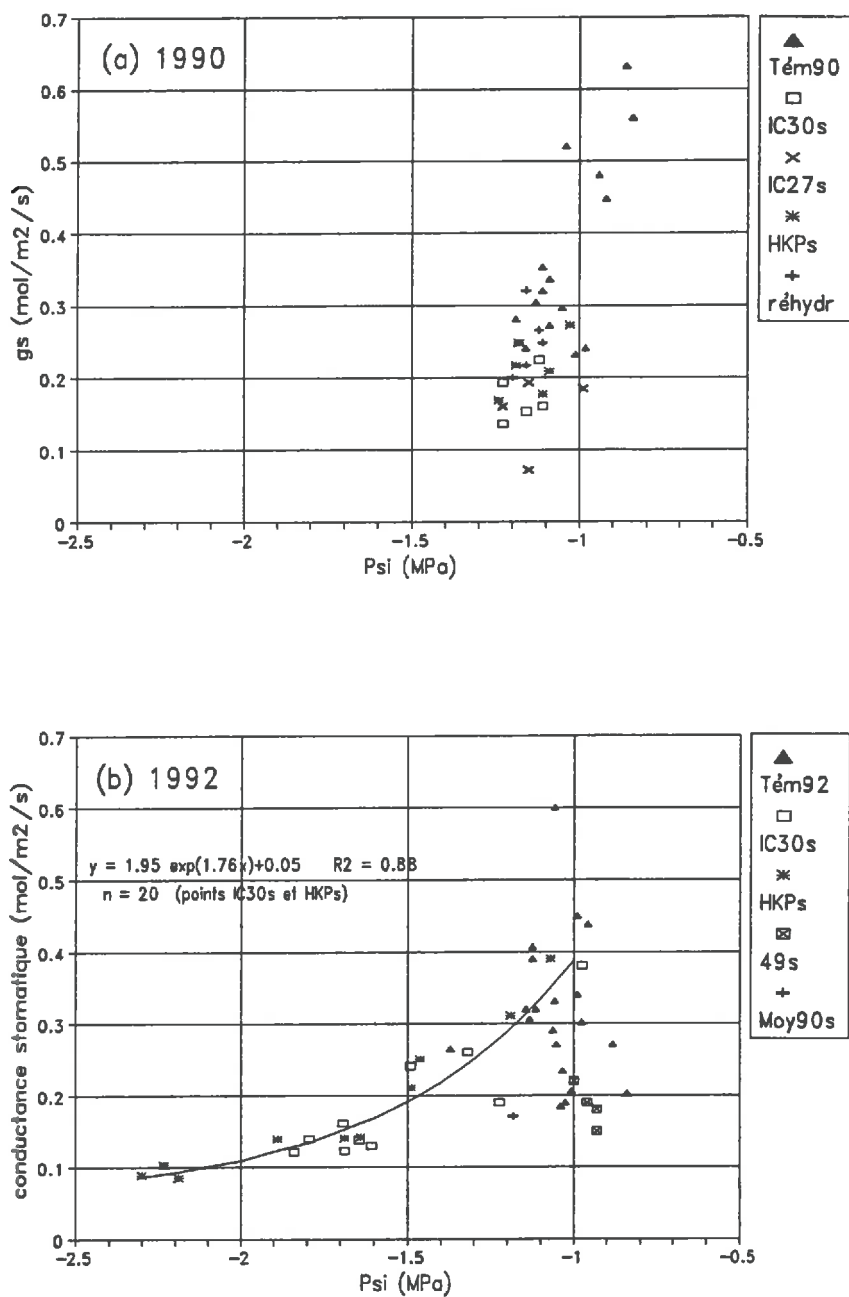 (a) 1990
gs (mol/m2/s)
0.7
0.6
0.5
0.4
0.3
0.2
0.1
0
-2.5
-2
-1.5
-1
-0.5
Psi (MPa)
Tém90
IC30s
IC27s
HKPs
réhydr
(b) 1992
conductance stomatique (mol/m2/s)
0.7
0.6
0.5
0.4
0.3
0.2
0.1
0
y = 1.95 exp(1.76x)+0.05 R2 = 0.88
n = 20 (points IC30s et HKPs)
-2.5
-2
-1.5
-1
-0.5
Psi (MPa)
Tém92
IC30s
HKPs
49s
Moy90s